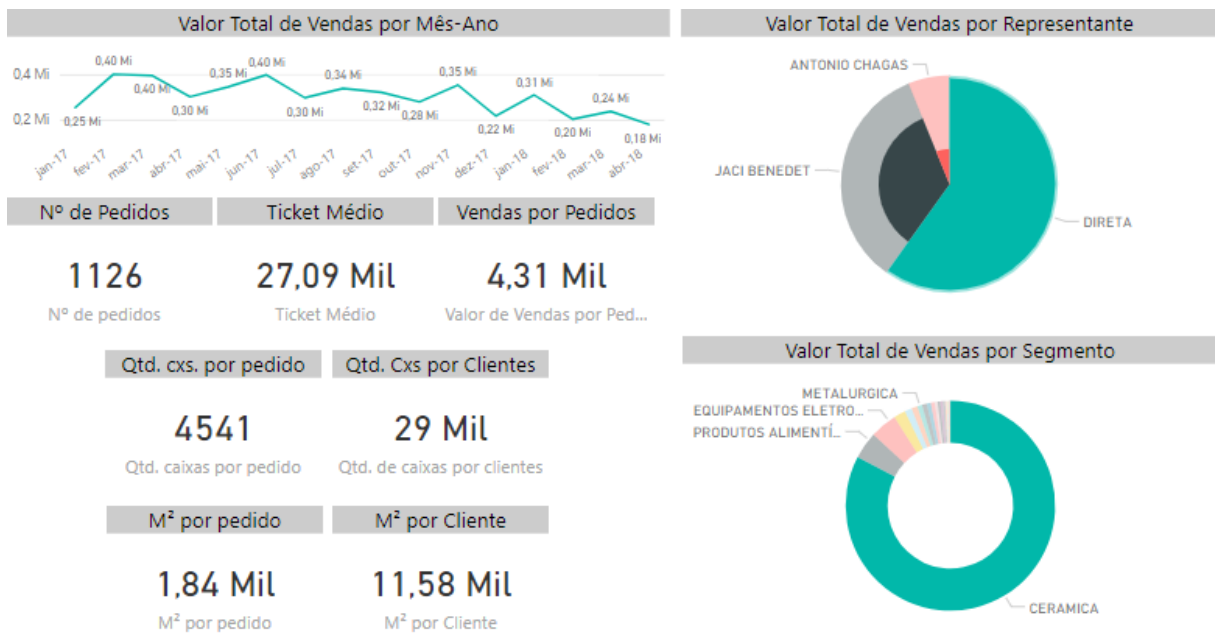 Valor Total de Vendas por Mês-Ano
0,4 Mi
0,2 Mi
0,25 Mi
0,40 Mi
0,40 Mi
0,30 Mi
0,35 Mi
0,40 Mi
0,30 Mi
0,34 Mi
0,32 Mi
0,28 Mi
0,35 Mi
0,22 Mi
0,31 Mi
0,20 Mi
0,24 Mi
0,18 Mi
jan-17
fev-17
mar-17
abr-17
mai-17
jun-17
jul-17
ago-17
set-17
out-17
nov-17
dez-17
jan-18
fev-18
mar-18
abr-18
Nº de Pedidos
1126
Nº de pedidos
Ticket Médio
27,09 Mil
Ticket Médio
Vendas por Pedidos
4,31 Mil
Valor de Vendas por Ped...
Qtd. cxs. por pedido
4541
Qtd. caixas por pedido
Qtd. Cxs por Clientes
29 Mil
Qtd. de caixas por clientes
M² por pedido
1,84 Mil
M² por pedido
M² por Cliente
11,58 Mil
M² por Cliente
Valor Total de Vendas por Representante
ANTONIO CHAGAS
JACI BENEDET
DIRETA
Valor Total de Vendas por Segmento
METALURGICA
EQUIPAMENTOS ELETRO...
PRODUTOS ALIMENTÍ...
CERAMICA